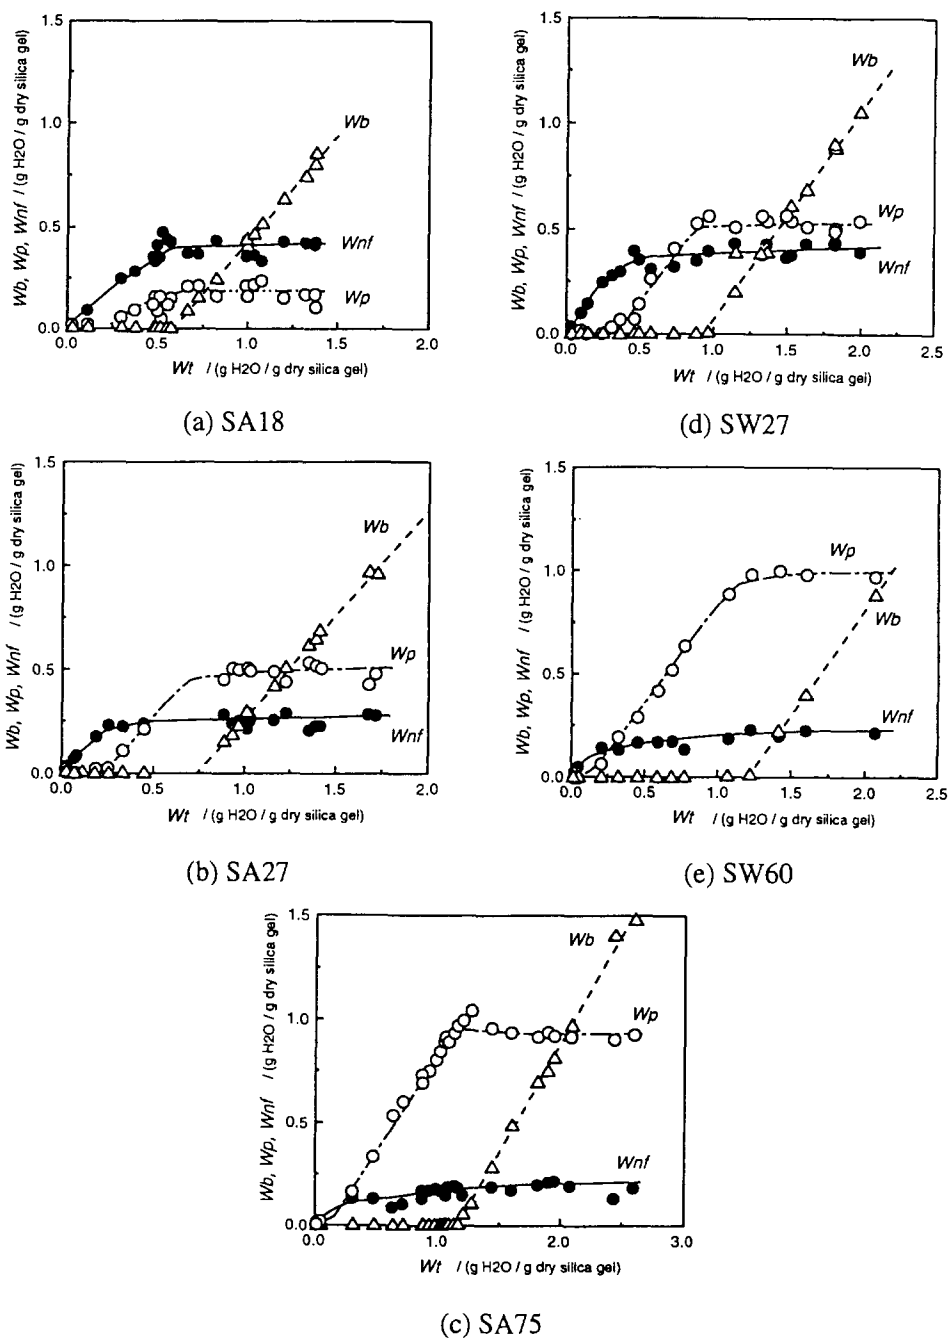 Wb, Wp, Wnf / (g H2O / g dry silica gel)
1.5
1.0
0.5
0.0
Wb
Wnf
Wp
0.0 0.5 1.0 1.5 2.0
Wt / (g H2O / g dry silica gel)
(a) SA18
Wb, Wp, Wnf / (g H2O / g dry silica gel)
1.5
1.0
0.5
0.0
Wb
Wp
Wnf
0.0 0.5 1.0 1.5 2.0 2.5
Wt / (g H2O / g dry silica gel)
(d) SW27
Wb, Wp, Wnf / (g H2O / g dry silica gel)
1.5
1.0
0.5
0.0
Wb
Wp
Wnf
0.0 0.5 1.0 1.5 2.0
Wt / (g H2O / g dry silica gel)
(b) SA27
Wb, Wp, Wnf / (g H2O / g dry silica gel)
1.5
1.0
0.5
0.0
Wp
Wb
Wnf
0.0 0.5 1.0 1.5 2.0 2.5
Wt / (g H2O / g dry silica gel)
(e) SW60
Wb, Wp, Wnf / (g H2O / g dry silica gel)
1.5
1.0
0.5
0.0
Wb
Wp
Wnf
0.0 1.0 2.0 3.0
Wt / (g H2O / g dry silica gel)
(c) SA75